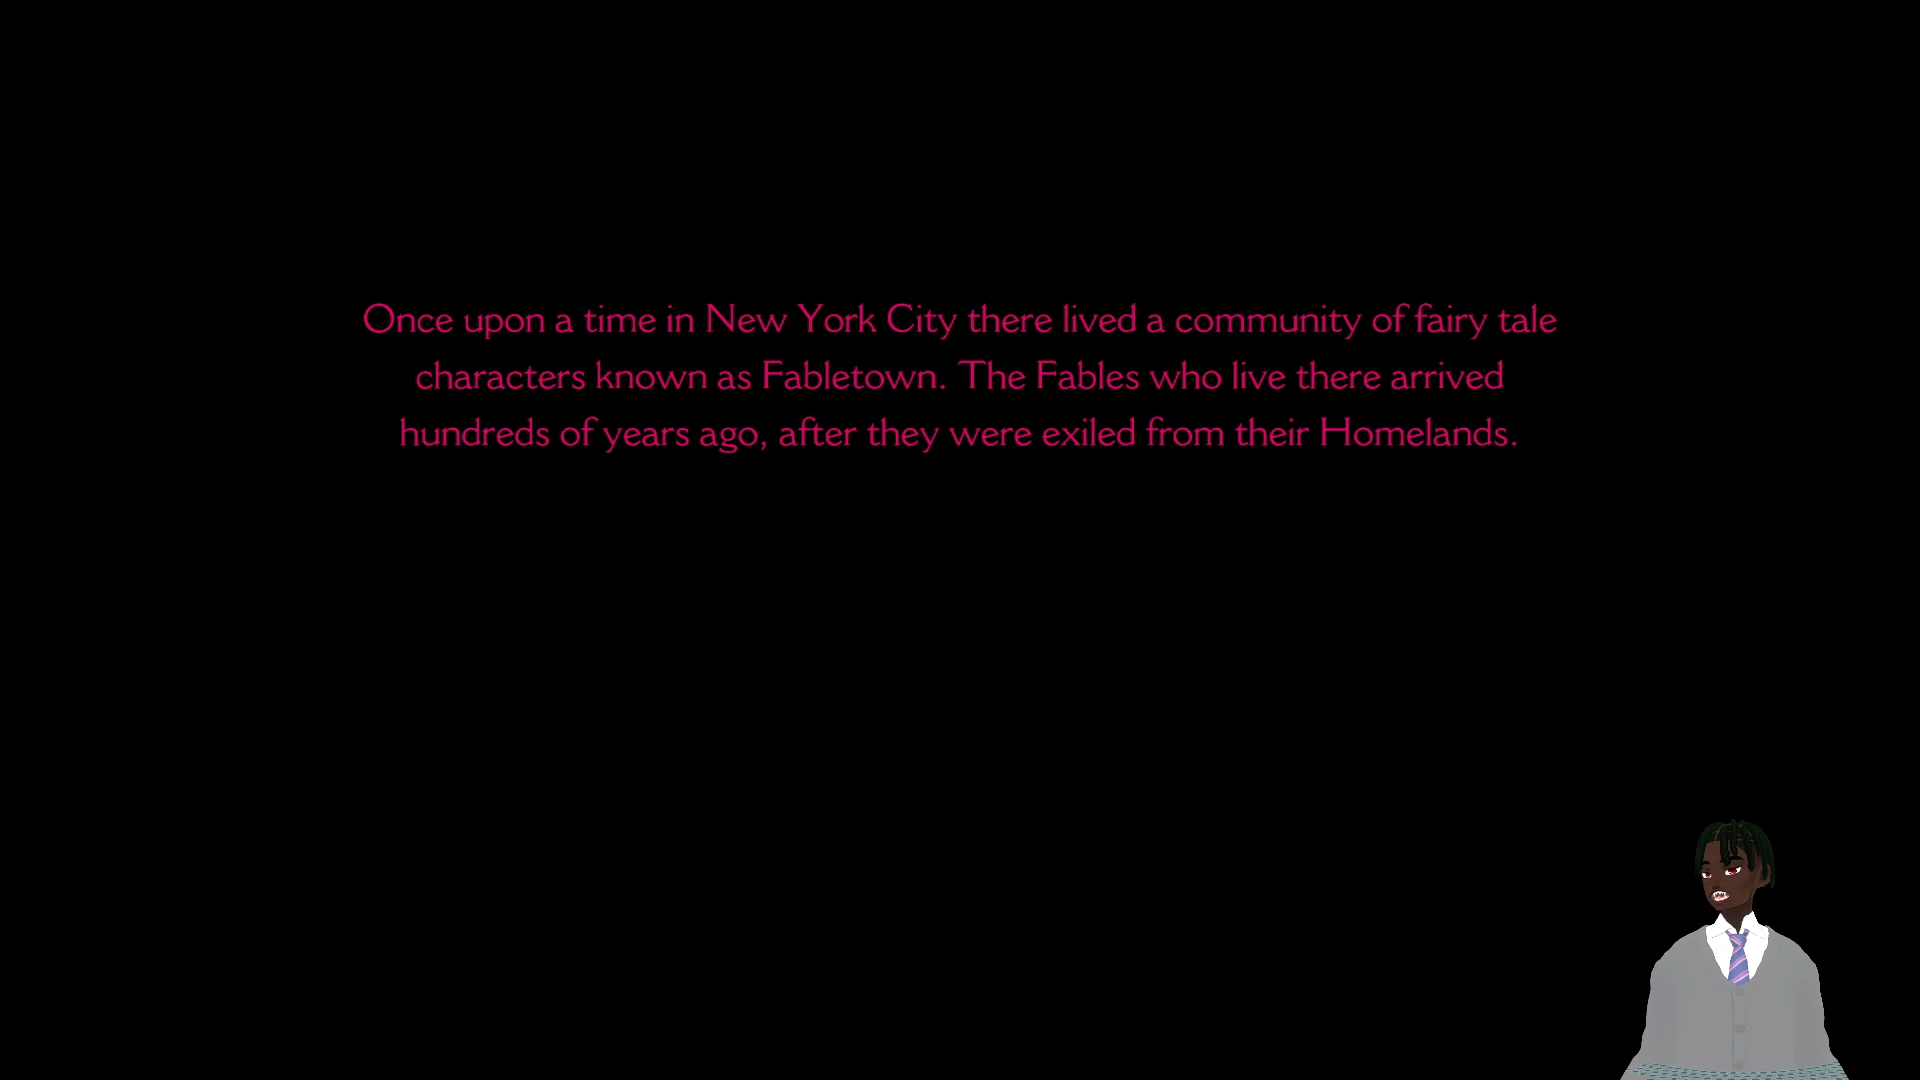 Once upon a time in New York City there lived a community of fairy tale
characters known as Fabletown. The Fables who live there arrived
hundreds of years ago, after they were exiled from their Homelands.